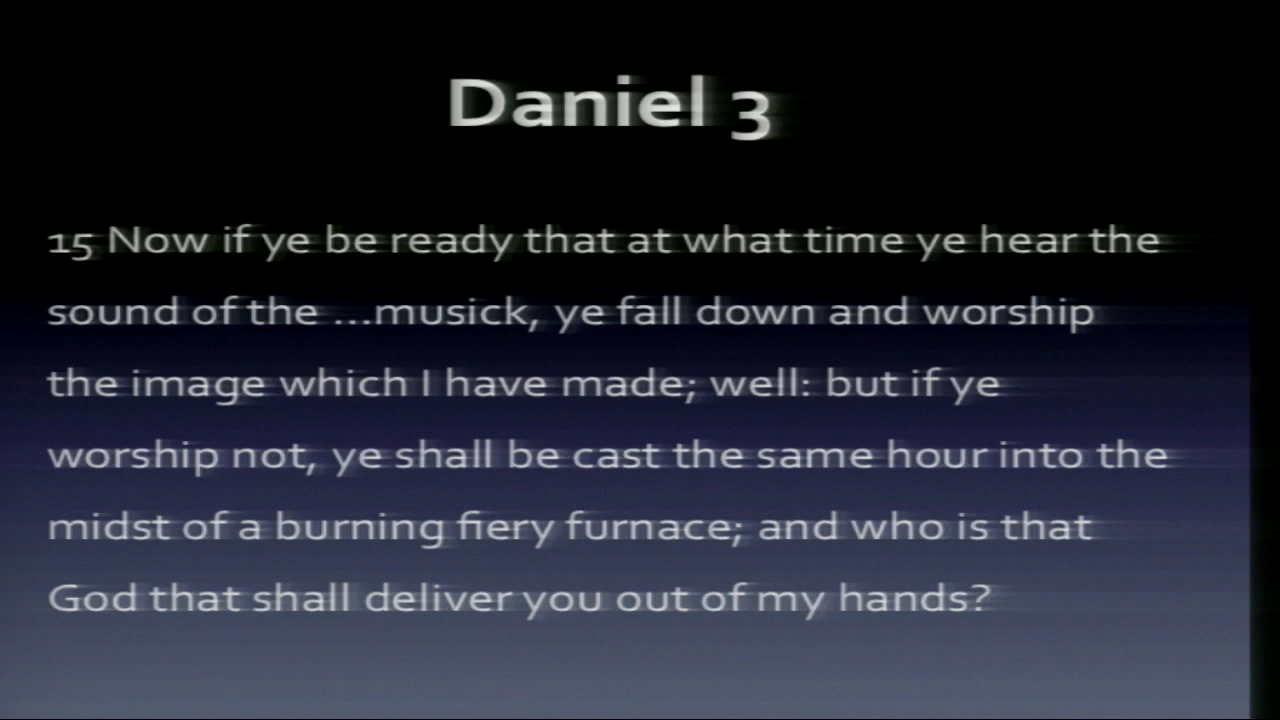 Daniel 3
15 Now if ye be ready that at what time ye hear the
sound of the ...musick, ye fall down and worship
the image which I have made; well: but if ye
worship not, ye shall be cast the same hour into the
midst of a burning fiery furnace; and who is that
God that shall deliver you out of my hands?